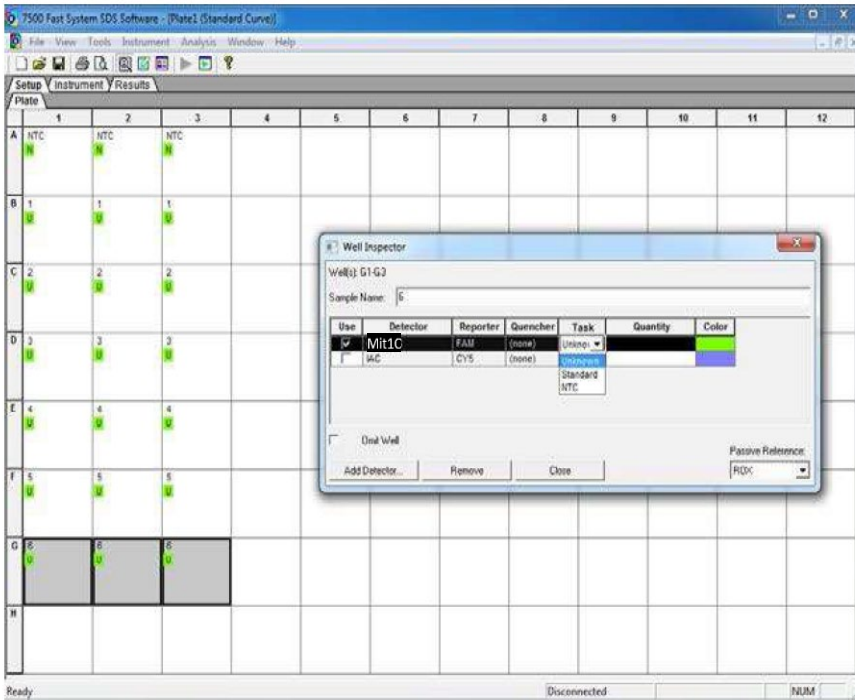 7500 Fast System SDS Software - [Plate1 (Standard Curve)]
File View Tools Instrument Analysis Window Help
Setup Instrument Results
Plate
1 2 3 4 5 6 7 8 9 10 11 12
A NTC NTC NTC
N N N
B 1 1 1
U U U
Well Inspector
C 2 2 2
U U U
Well(s): G1-G3
Sample Name: 6
Use Detector Reporter Quencher Task Quantity Color
D 3 3 3
U U U
Mit1C FAM (none) Unkno
IAC CY5 (none)
Unknown
Standard
NTC
E 4 4 4
U U U
Omit Well
Passive Reference:
Add Detector... Remove Close ROX
F 5 5 5
U U U
G 6 6 6
U U U
H
Ready Disconnected NUM